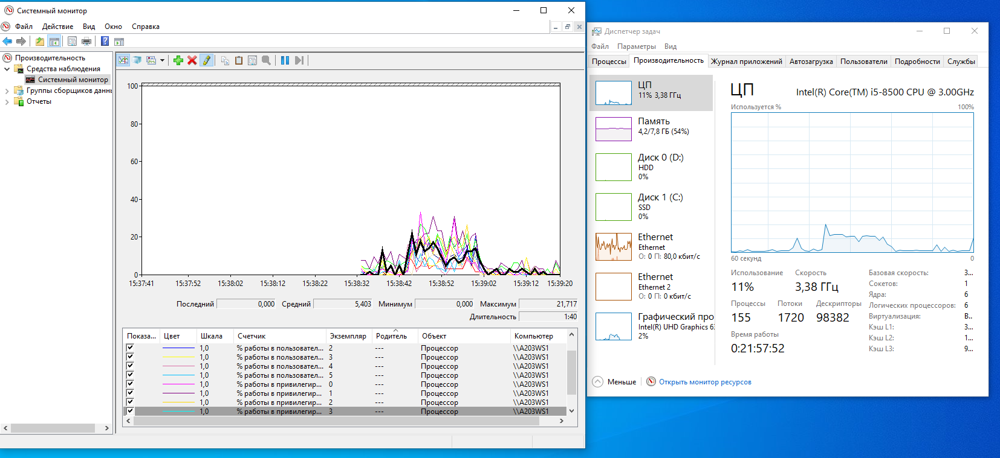 Системный монитор
Файл Действие Вид Окно Справка
Производительность
Средства наблюдения
Системный монитор
Группы сборщиков даннь
Отчеты
100
80
60
40
20
0
15:37:41 15:37:52 15:38:02 15:38:12 15:38:22 15:38:32 15:38:42 15:38:52 15:39:02 15:39:12 15:39:20
Последний 0,000 Средний 5,403 Минимум 0,000 Максимум 21,717
Длительность 1:40
Показа... Цвет Шкала Счетчик Экземпляр Родитель Объект Компьютер
1,0 % работы в пользовател... 2 --- Процессор \\A203WS1
1,0 % работы в пользовател... 3 --- Процессор \\A203WS1
1,0 % работы в пользовател... 4 --- Процессор \\A203WS1
1,0 % работы в пользовател... 5 --- Процессор \\A203WS1
1,0 % работы в привилегир... 0 --- Процессор \\A203WS1
1,0 % работы в привилегир... 1 --- Процессор \\A203WS1
1,0 % работы в привилегир... 2 --- Процессор \\A203WS1
1,0 % работы в привилегир... 3 --- Процессор \\A203WS1
Диспетчер задач
Файл Параметры Вид
Процессы Производительность Журнал приложений Автозагрузка Пользователи Подробности Службы
ЦП
11% 3,38 ГГц
Память
4,2/7,8 ГБ (54%)
Диск 0 (D:)
HDD
0%
Диск 1 (C:)
SSD
0%
Ethernet
Ethernet
О: 0 П: 80,0 кбит/с
Ethernet
Ethernet 2
О: 0 П: 0 кбит/с
Графический про
Intel(R) UHD Graphics 63
2%
ЦП Intel(R) Core(TM) i5-8500 CPU @ 3.00GHz
Используется % 100%
60 секунд 0
Использование Скорость
11% 3,38 ГГц
Процессы Потоки Дескрипторы
155 1720 98382
Время работы
0:21:57:52
Базовая скорость: 3...
Сокетов: 1
Ядра: 6
Логических процессоров: 6
Виртуализация: В...
Кэш L1: 3...
Кэш L2: 1...
Кэш L3: 9...
Меньше Открыть монитор ресурсов